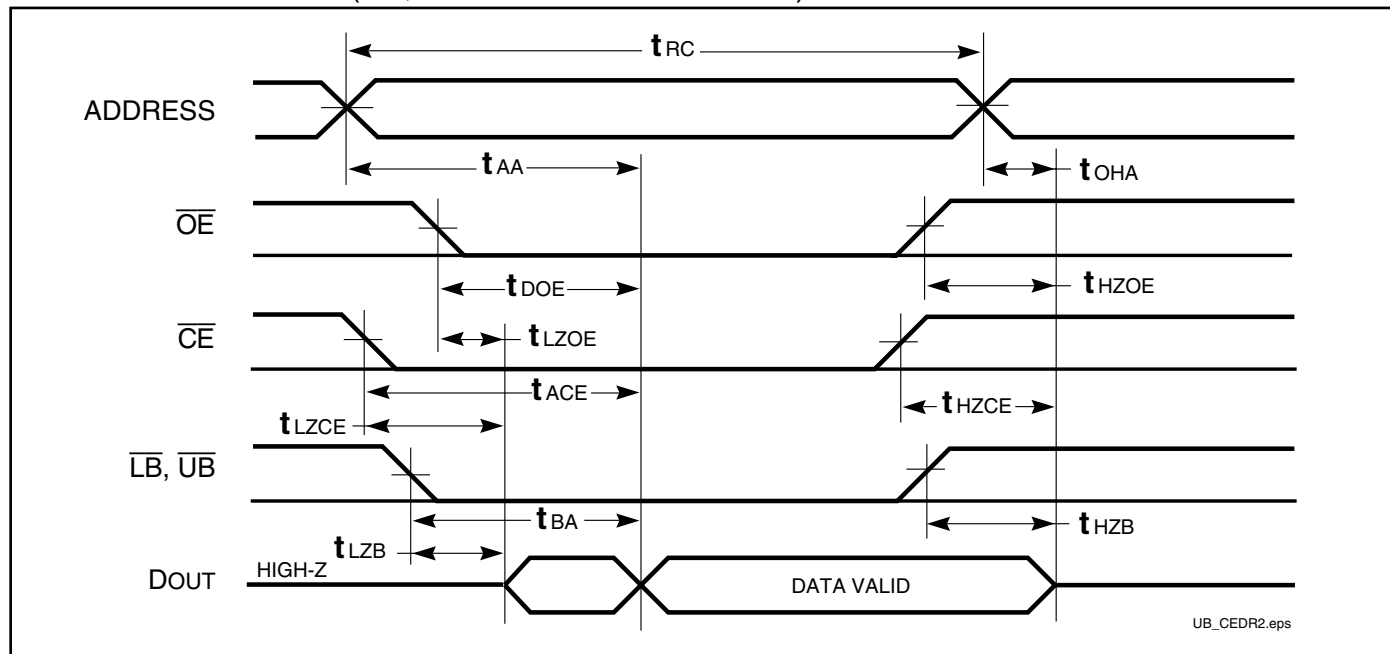 tRC
ADDRESS
tAA
tOHA
OE
tDOE
tHZOE
CE
tLZOE
tACE
tHZCE
tLZCE
LB, UB
tBA
tHZB
tLZB
DOUT
HIGH-Z
DATA VALID
UB_CEDR2.eps